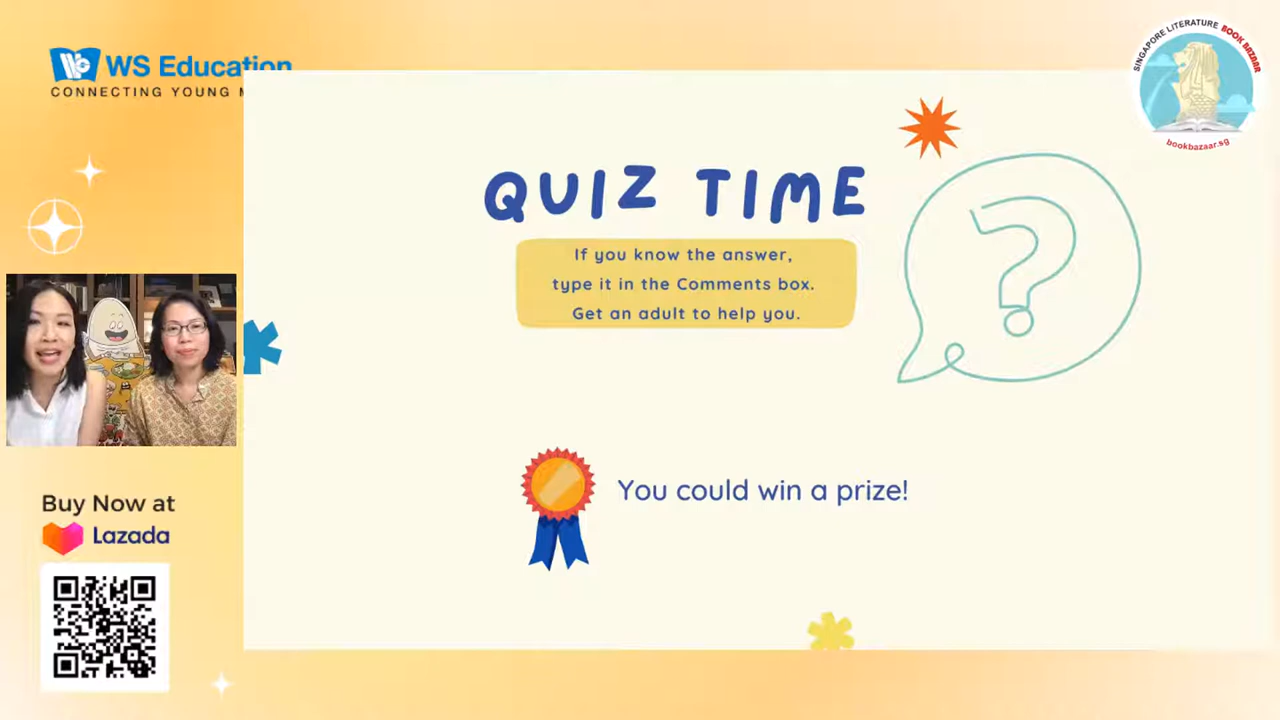 WS Education
CONNECTING YOUNG
SINGAPORE LITERATURE BOOK BAZAAR
bookbazaar.sg
QUIZ TIME
If you know the answer,
type it in the Comments box.
Get an adult to help you.
You could win a prize!
Buy Now at
Lazada